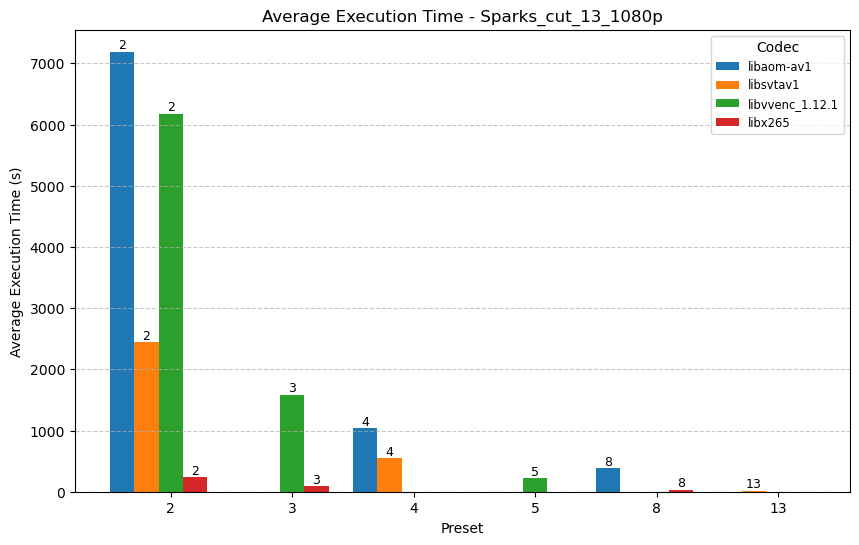 Average Execution Time - Sparks_cut_13_1080p
Codec
libaom-av1
libsvtav1
libvvenc_1.12.1
libx265
Average Execution Time (s)
7000
6000
5000
4000
3000
2000
1000
0
2
2
2
2
3
3
4
4
5
8
8
13
2 3 4 5 8 13
Preset